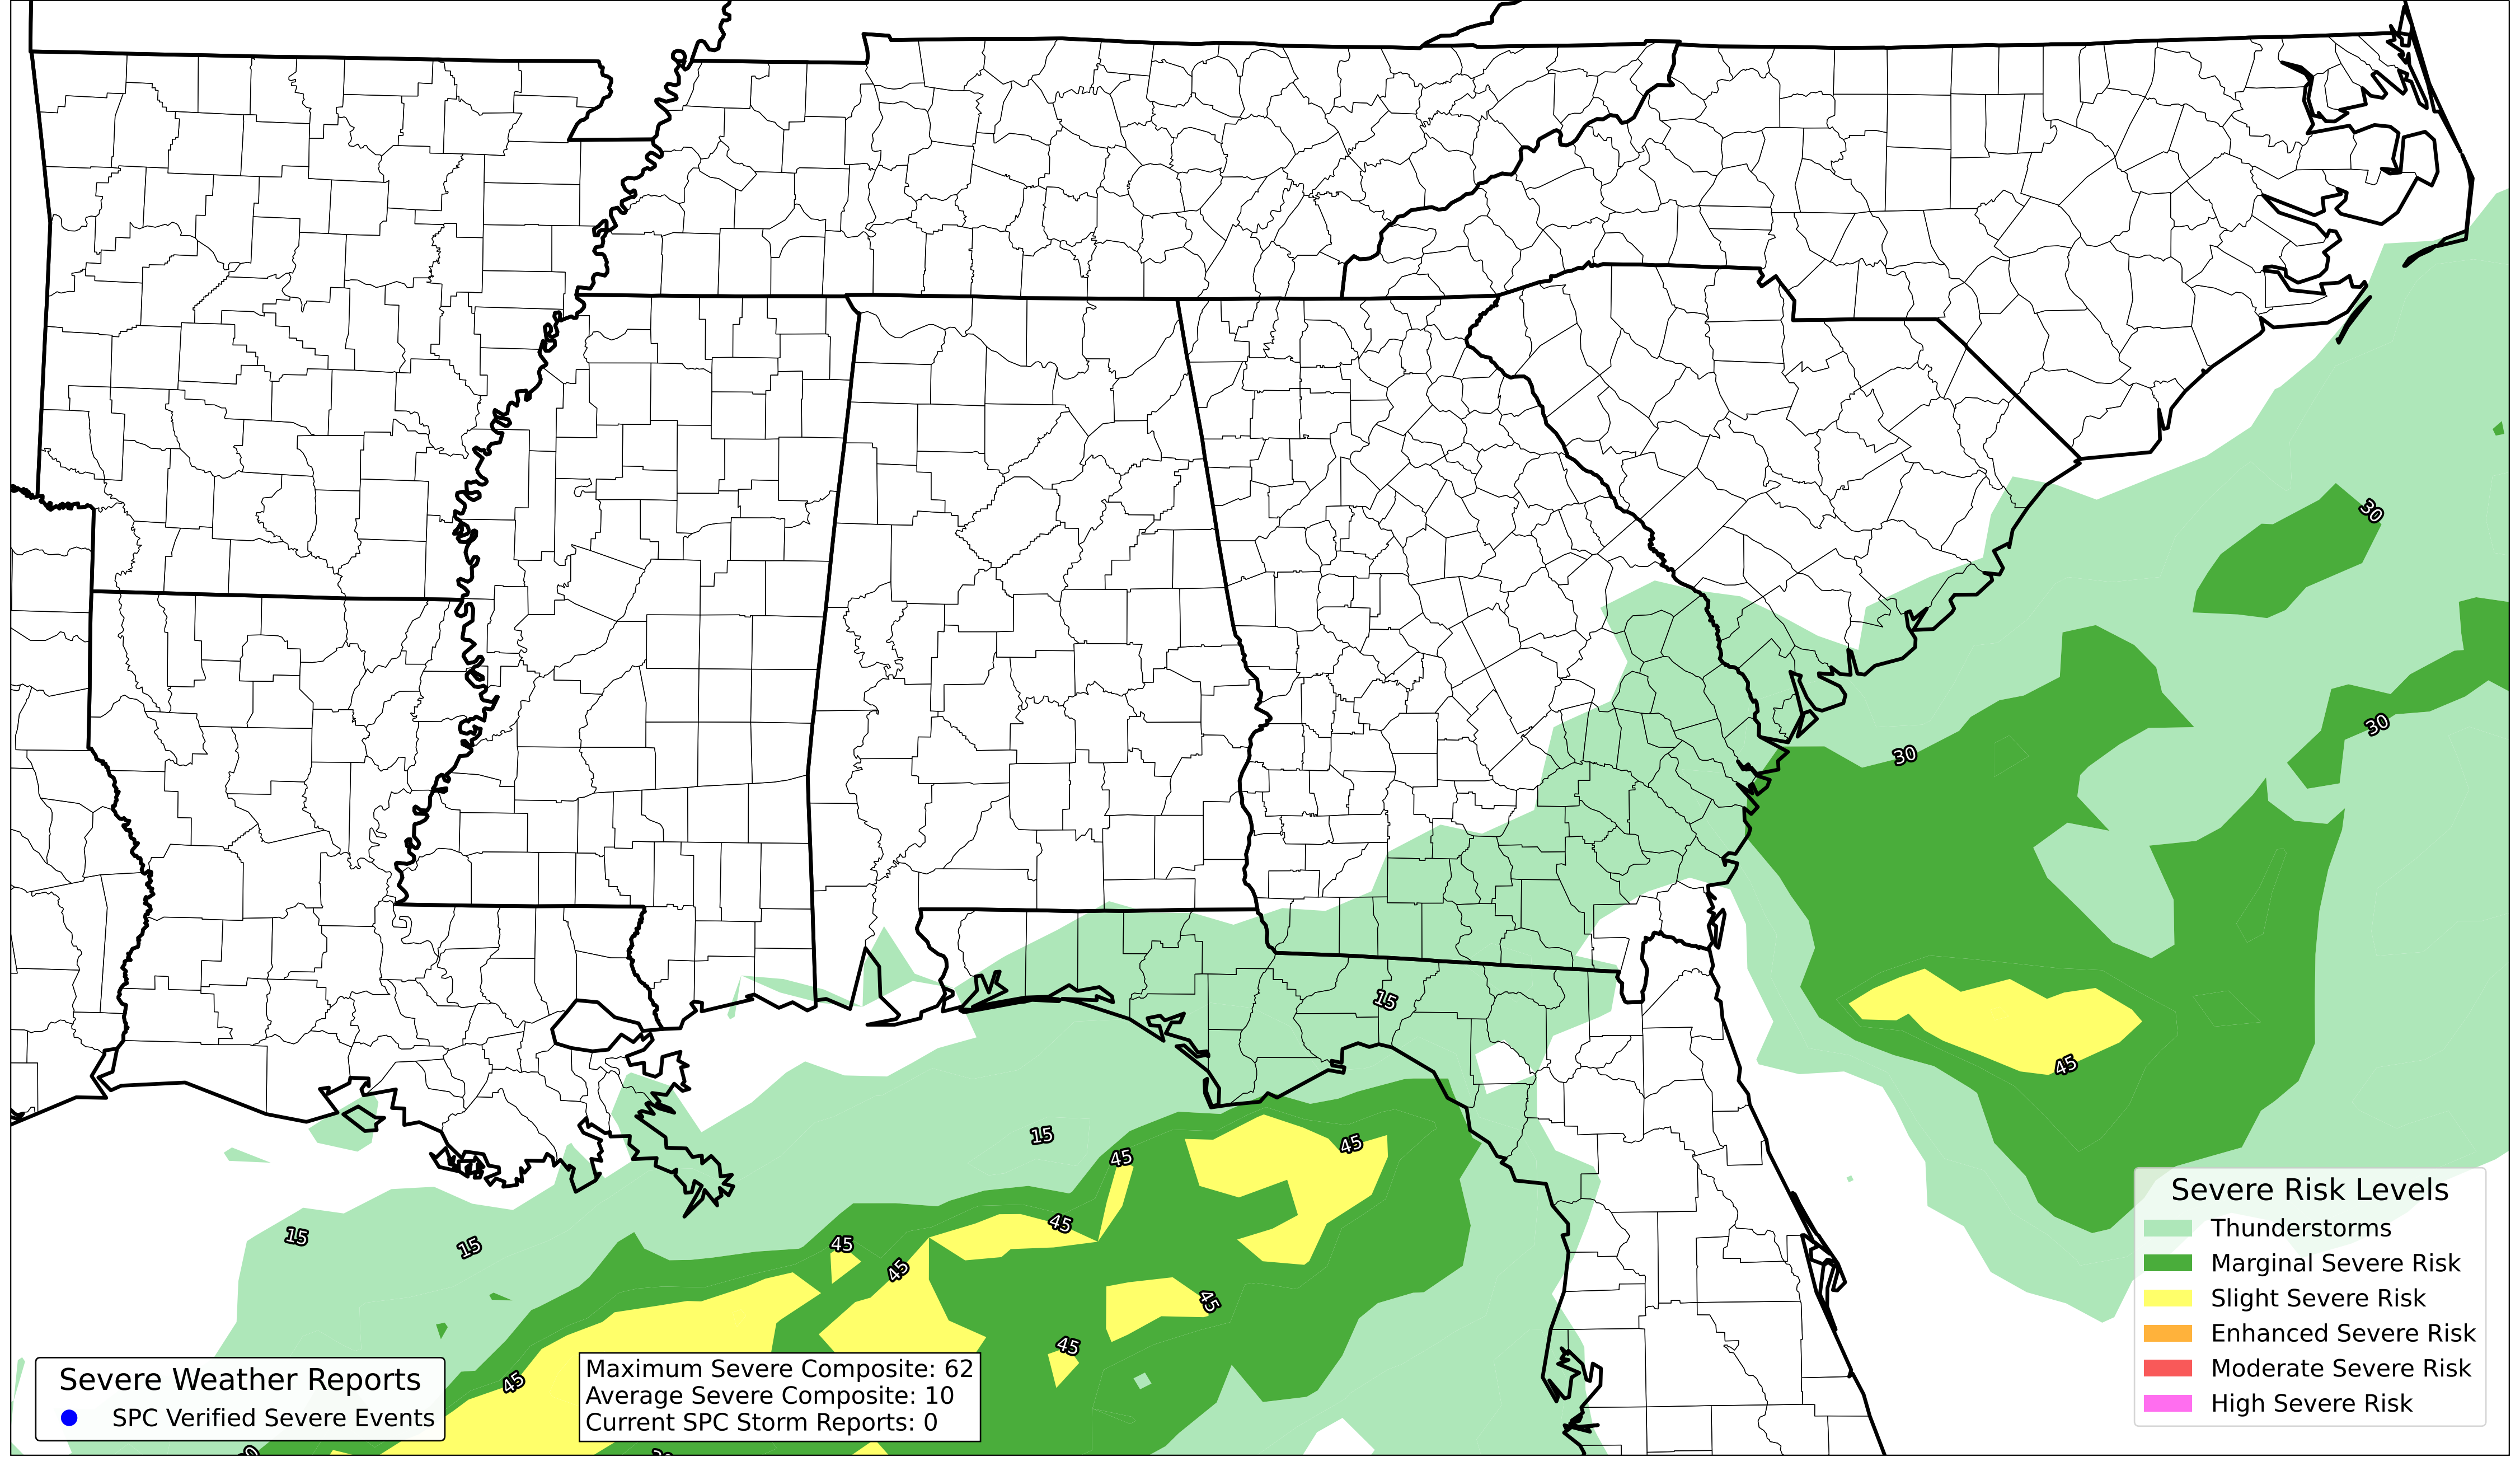 30
30
30
15
45
15
45
45
45
15
15
45
45
45
45
45
30
Severe Weather Reports
SPC Verified Severe Events
Maximum Severe Composite: 62
Average Severe Composite: 10
Current SPC Storm Reports: 0
Severe Risk Levels
Thunderstorms
Marginal Severe Risk
Slight Severe Risk
Enhanced Severe Risk
Moderate Severe Risk
High Severe Risk